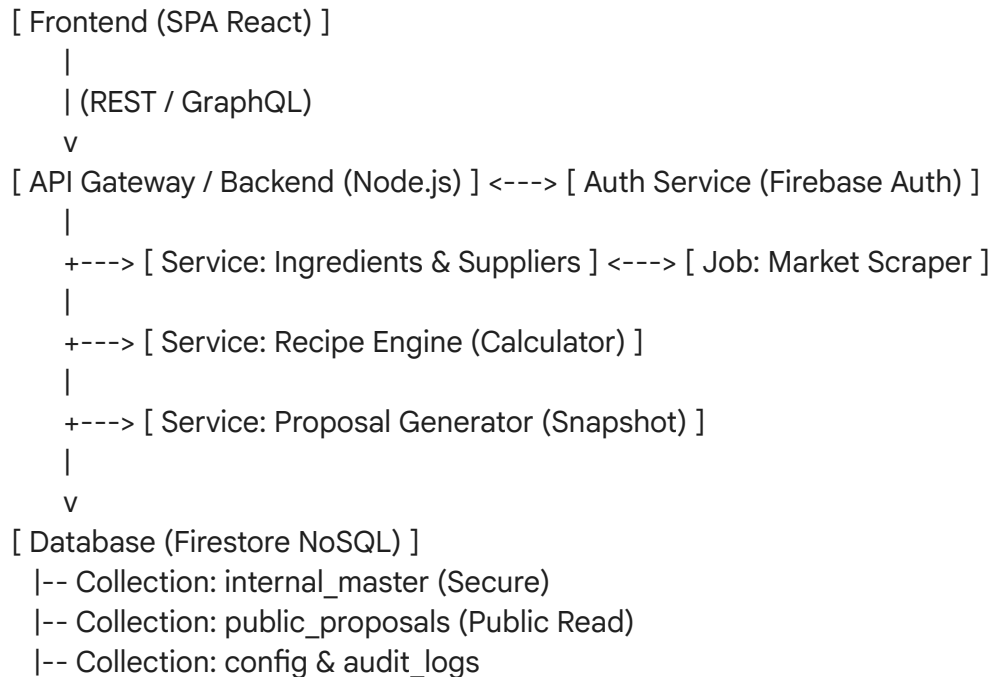 [ Frontend (SPA React) ]
|
| (REST / GraphQL)
v
[ API Gateway / Backend (Node.js) ] <---> [ Auth Service (Firebase Auth) ]
|
+---> [ Service: Ingredients & Suppliers ] <---> [ Job: Market Scraper ]
|
+---> [ Service: Recipe Engine (Calculator) ]
|
+---> [ Service: Proposal Generator (Snapshot) ]
|
v
[ Database (Firestore NoSQL) ]
|-- Collection: internal_master (Secure)
|-- Collection: public_proposals (Public Read)
|-- Collection: config & audit_logs